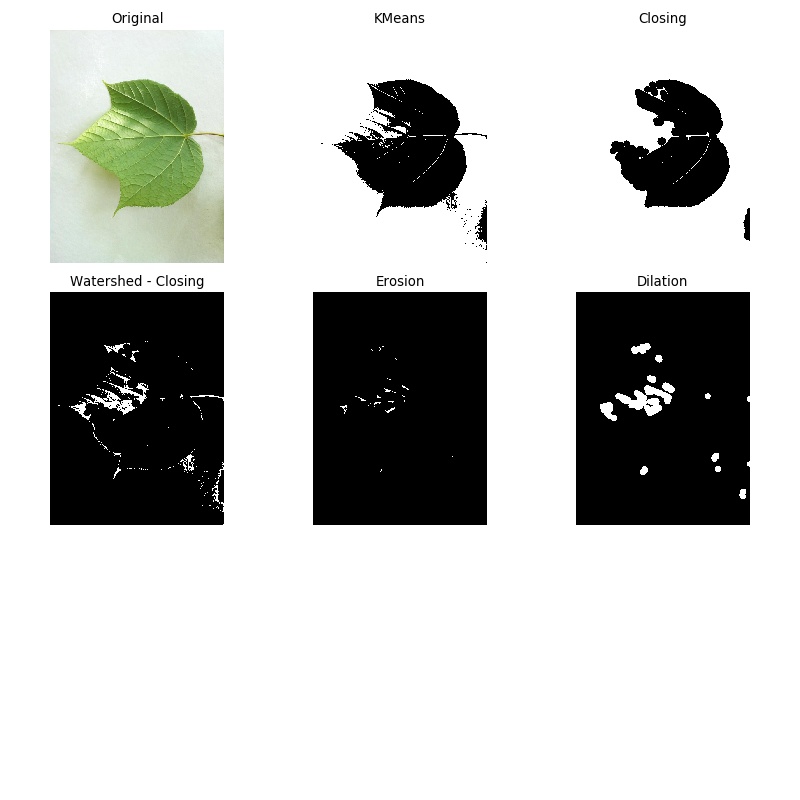 Original
KMeans
Closing
Watershed - Closing
Erosion
Dilation